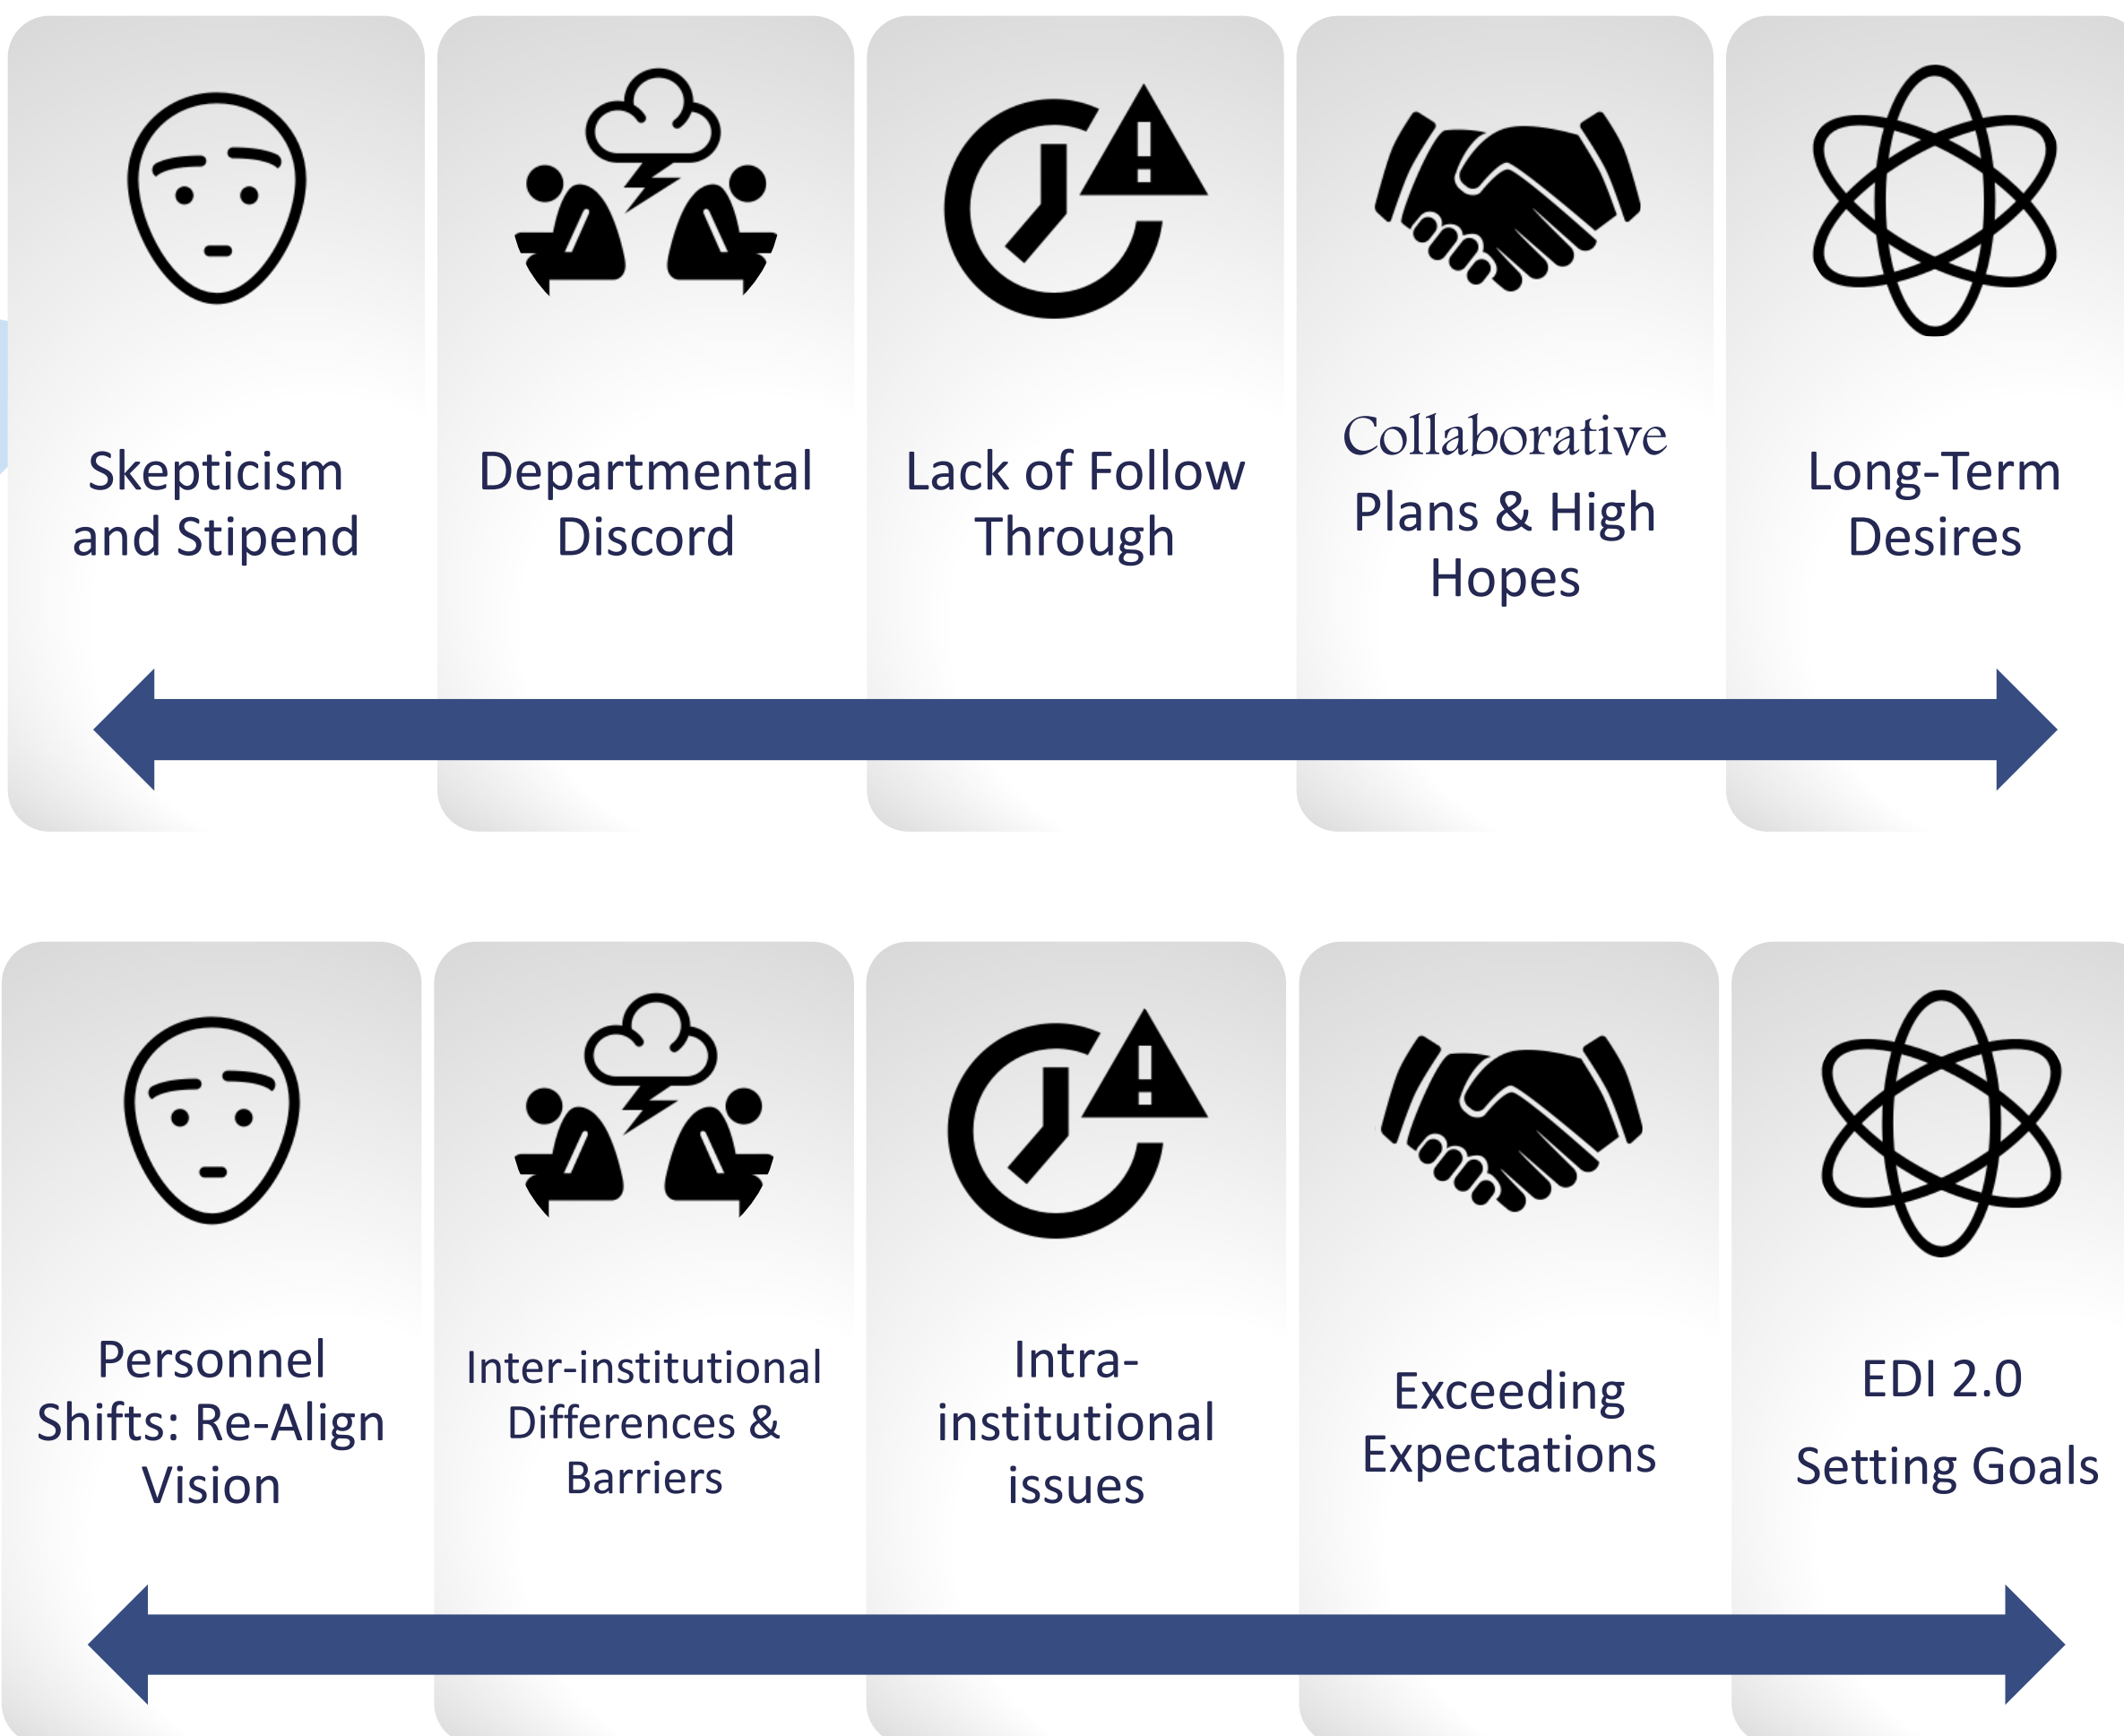 Skepticism
and Stipend
Departmental
Discord
Lack of Follow
Through
Collaborative
Plans & High
Hopes
Long-Term
Desires
Personnel
Shifts: Re-Align
Vision
Inter-institutional
Differences &
Barriers
Intra-
institutional
issues
Exceeding
Expectations
EDI 2.0
Setting Goals